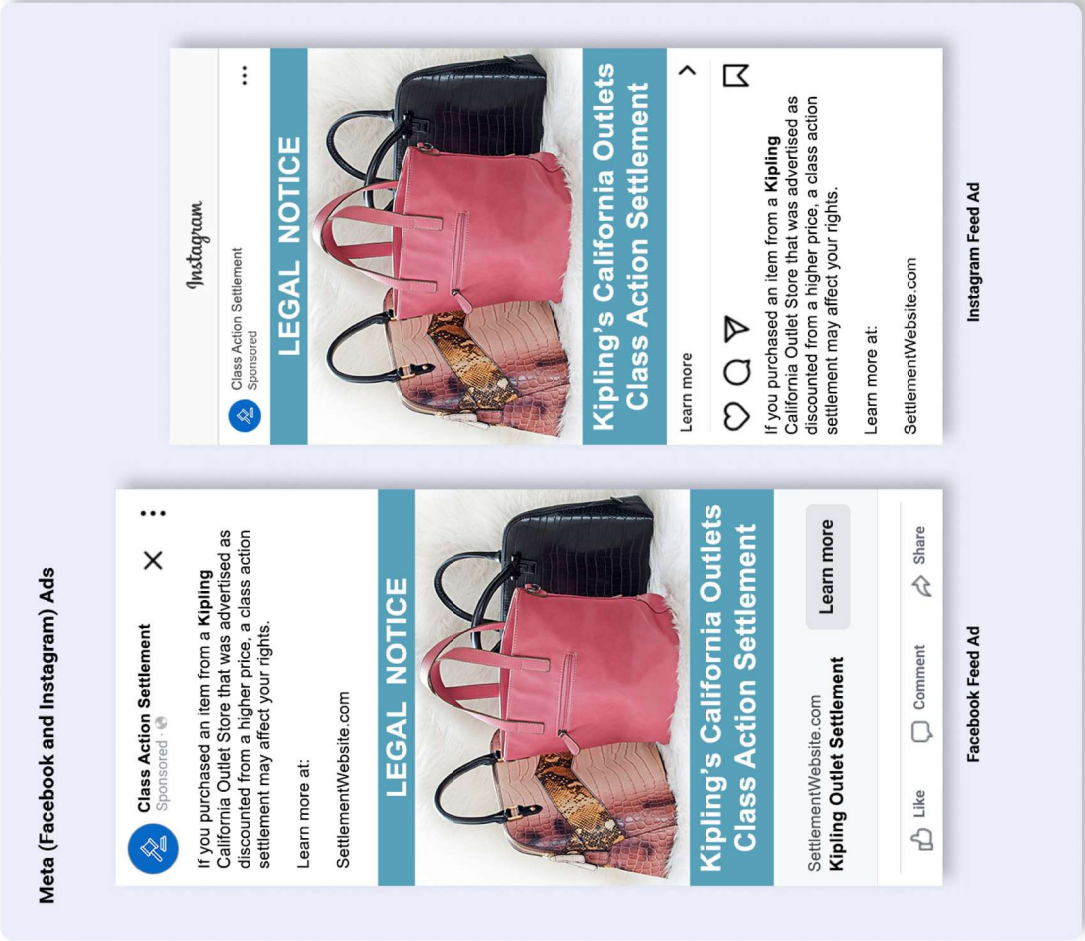 Meta (Facebook and Instagram) Ads
Class Action Settlement
Sponsored ·
If you purchased an item from a Kipling
California Outlet Store that was advertised as
discounted from a higher price, a class action
settlement may affect your rights.
Learn more at:
SettlementWebsite.com
LEGAL NOTICE
Kipling's California Outlets
Class Action Settlement
SettlementWebsite.com
Kipling Outlet Settlement
Learn more
Like
Comment
Share
Facebook Feed Ad
Instagram
Class Action Settlement
Sponsored
LEGAL NOTICE
Kipling's California Outlets
Class Action Settlement
Learn more
If you purchased an item from a Kipling
California Outlet Store that was advertised as
discounted from a higher price, a class action
settlement may affect your rights.
Learn more at:
SettlementWebsite.com
Instagram Feed Ad